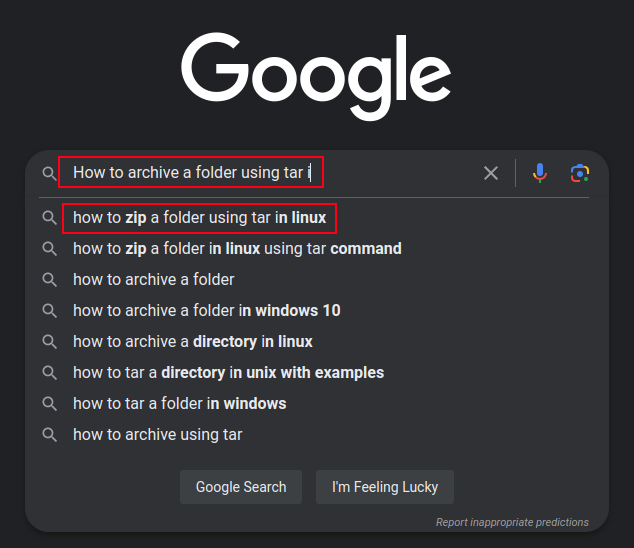 Google
How to archive a folder using tar i
how to zip a folder using tar in linux
how to zip a folder in linux using tar command
how to archive a folder
how to archive a folder in windows 10
how to archive a directory in linux
how to tar a directory in unix with examples
how to tar a folder in windows
how to archive using tar
Google Search I'm Feeling Lucky
Report inappropriate predictions